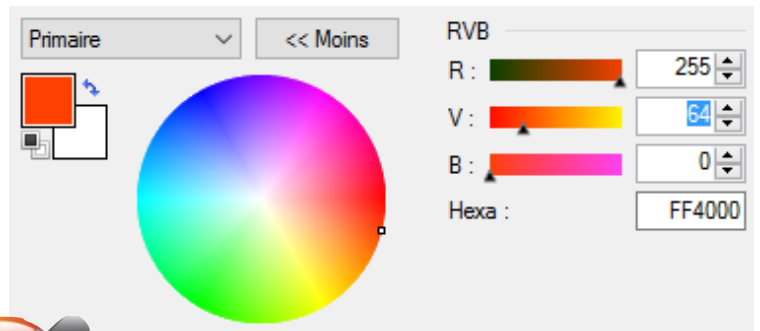 Primaire
<< Moins
RVB
R : 255
V : 64
B : 0
Hexa : FF4000